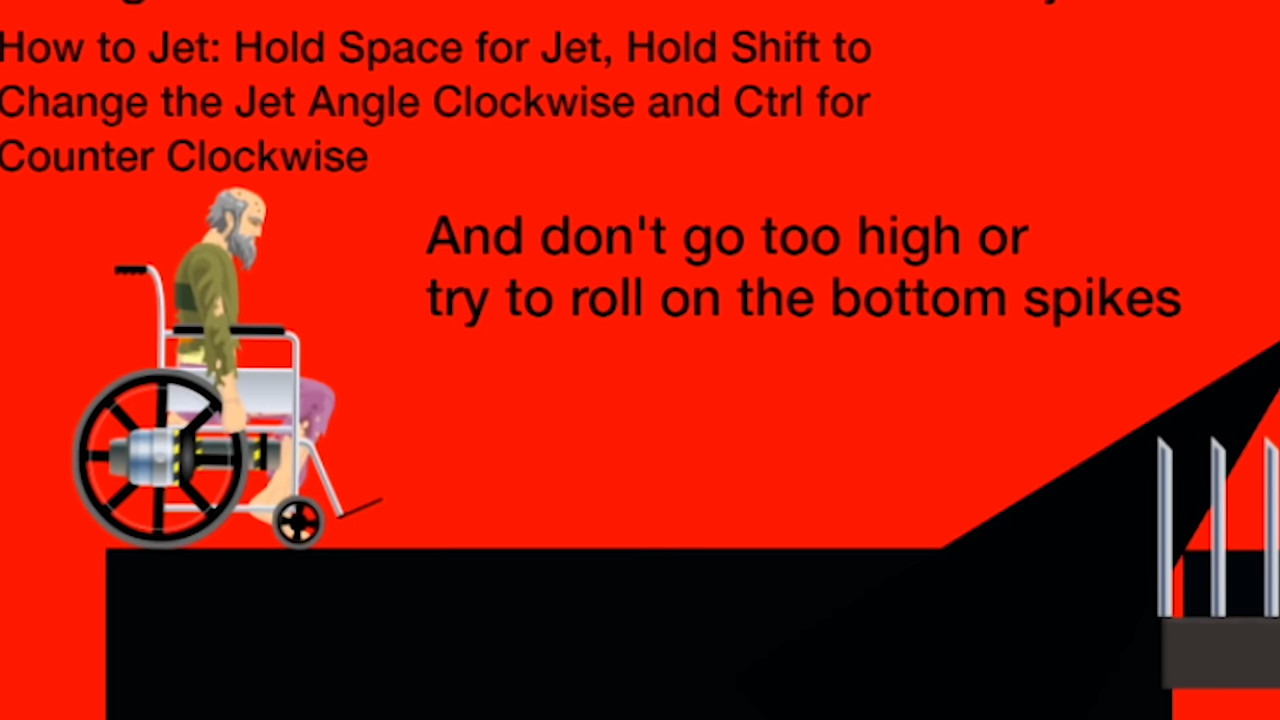 How to Jet: Hold Space for Jet, Hold Shift to
Change the Jet Angle Clockwise and Ctrl for
Counter Clockwise
And don't go too high or
try to roll on the bottom spikes